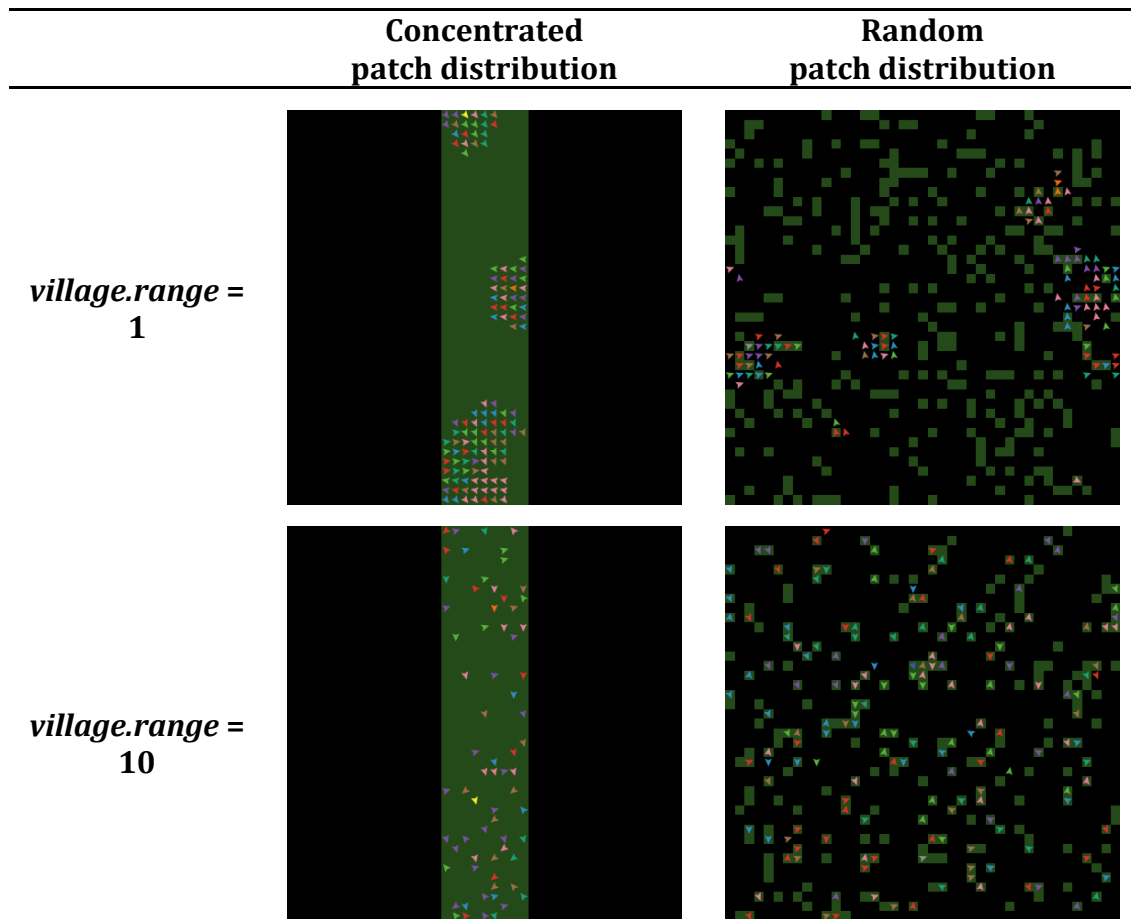 Concentrated
patch distribution
Random
patch distribution
village.range =
1
village.range =
10